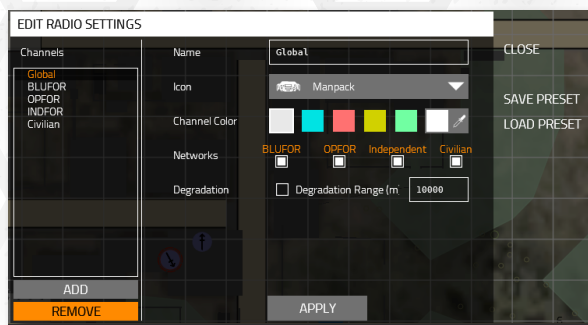 EDIT RADIO SETTINGS
Channels
Global
BLUFOR
OPFOR
INDFOR
Civilian
ADD
REMOVE
Name
Global
Icon
Manpack
Channel Color
Networks
BLUFOR OPFOR Independent Civilian
Degradation
Degradation Range (m)
10000
APPLY
CLOSE
SAVE PRESET
LOAD PRESET